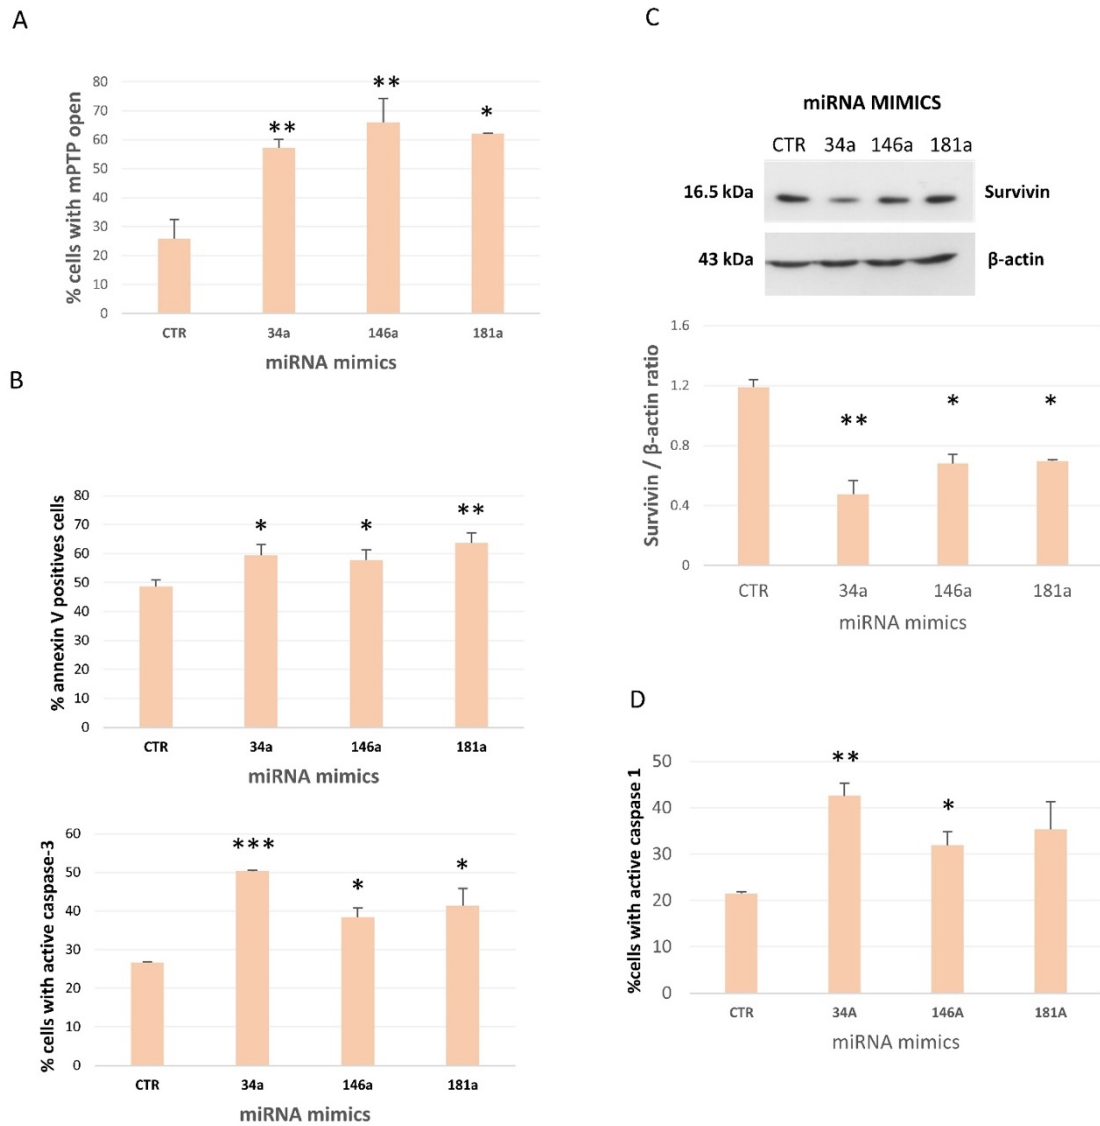 A
% cells with mPTP open
80
70
60
50
40
30
20
10
0
** ** *
CTR 34a 146a 181a
miRNA mimics
B
% annexin V positives cells
80
70
60
50
40
30
20
10
0
* * **
CTR 34a 146a 181a
miRNA mimics
% cells with active caspase-3
60
50
40
30
20
10
0
*** * *
CTR 34a 146a 181a
miRNA mimics
C
miRNA MIMICS
CTR 34a 146a 181a
16.5 kDa Survivin
43 kDa β-actin
Survivin / β-actin ratio
1.6
1.2
0.8
0.4
0
** * *
CTR 34a 146a 181a
miRNA mimics
D
%cells with active caspase 1
50
40
30
20
10
0
** *
CTR 34A 146A 181A
miRNA mimics